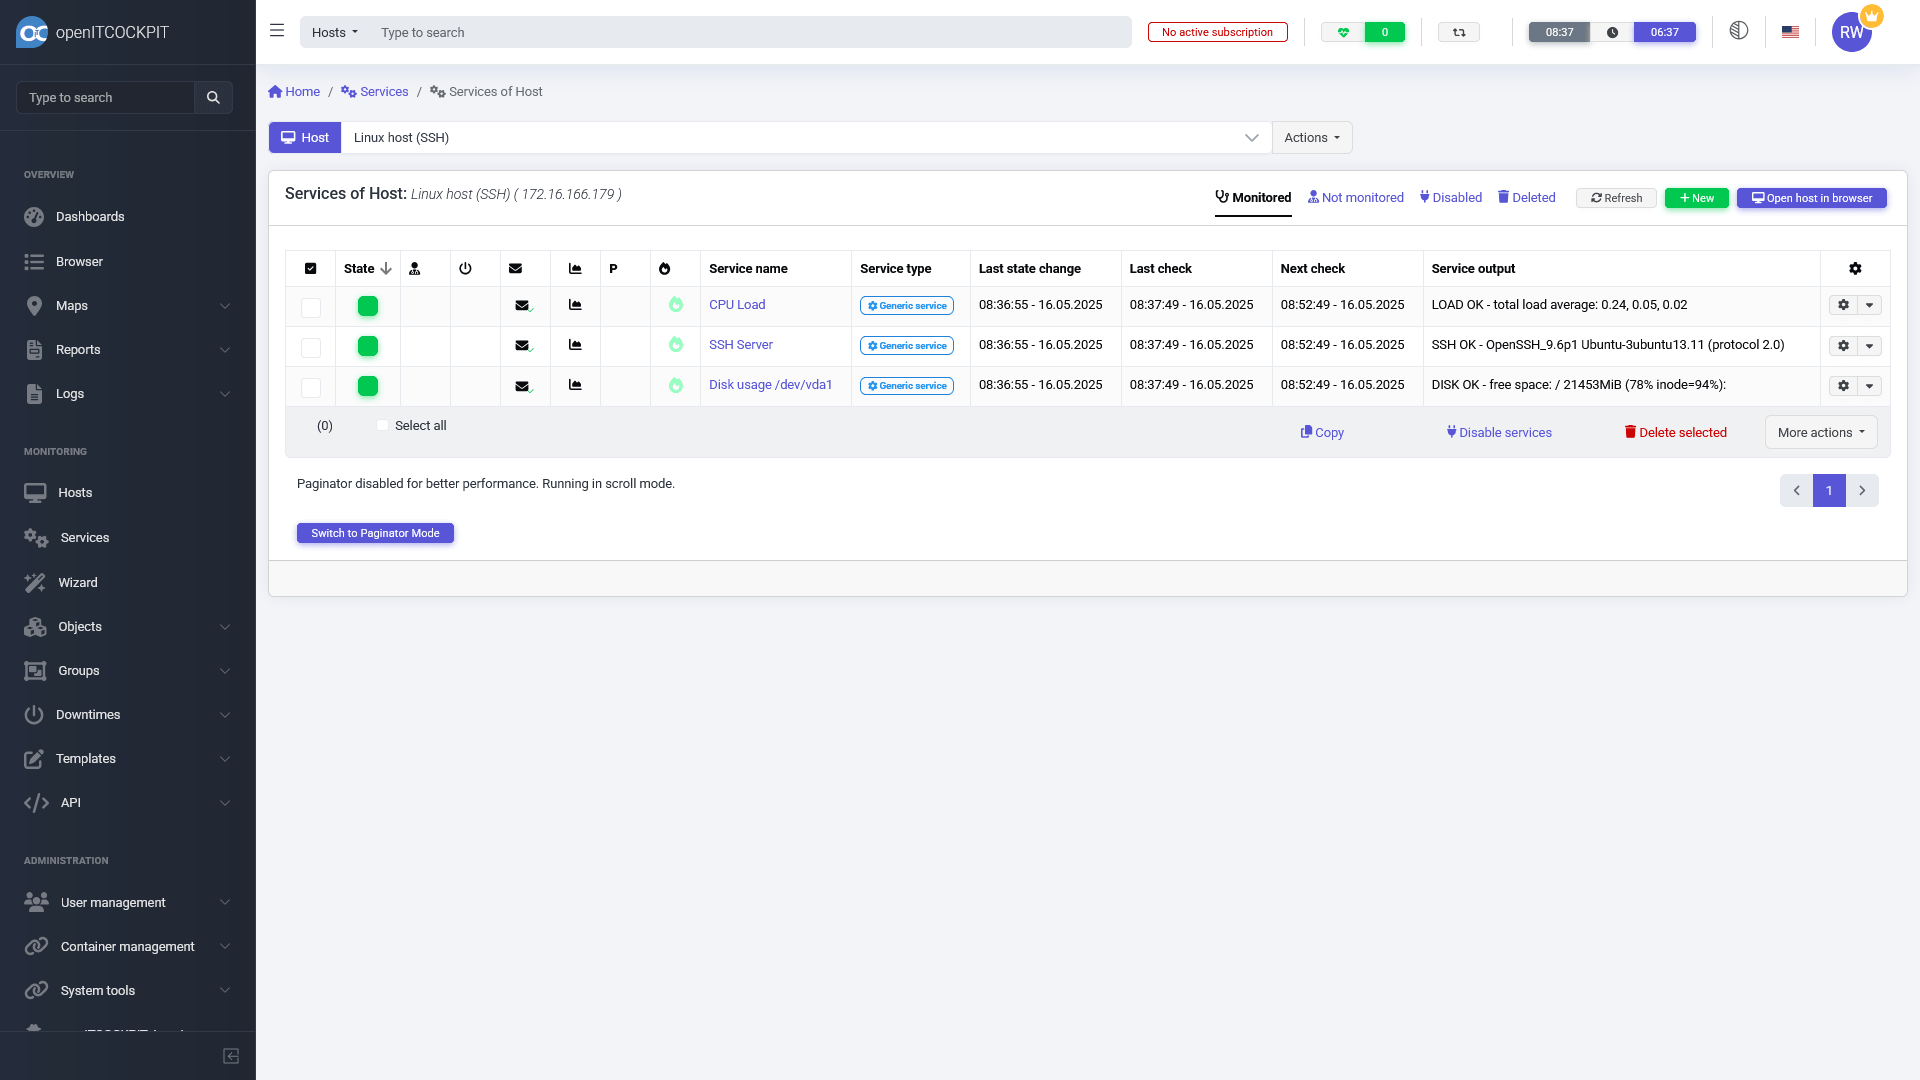 openITCOCKPIT
Hosts
Type to search
No active subscription
0
08:37
06:37
RW
Type to search
Home / Services / Services of Host
Host
Linux host (SSH)
Actions
OVERVIEW
Dashboards
Browser
Maps
Reports
Logs
MONITORING
Hosts
Services
Wizard
Objects
Groups
Downtimes
Templates
API
ADMINISTRATION
User management
Container management
System tools
Services of Host: Linux host (SSH) ( 172.16.166.179 )
Monitored
Not monitored
Disabled
Deleted
Refresh
New
Open host in browser
State P Service name Service type Last state change Last check Next check Service output
CPU Load Generic service 08:36:55 - 16.05.2025 08:37:49 - 16.05.2025 08:52:49 - 16.05.2025 LOAD OK - total load average: 0.24, 0.05, 0.02
SSH Server Generic service 08:36:55 - 16.05.2025 08:37:49 - 16.05.2025 08:52:49 - 16.05.2025 SSH OK - OpenSSH_9.6p1 Ubuntu-3ubuntu13.11 (protocol 2.0)
Disk usage /dev/vda1 Generic service 08:36:55 - 16.05.2025 08:37:49 - 16.05.2025 08:52:49 - 16.05.2025 DISK OK - free space: / 21453MiB (78% inode=94%):
(0) Select all Copy Disable services Delete selected More actions
Paginator disabled for better performance. Running in scroll mode.
1
Switch to Paginator Mode